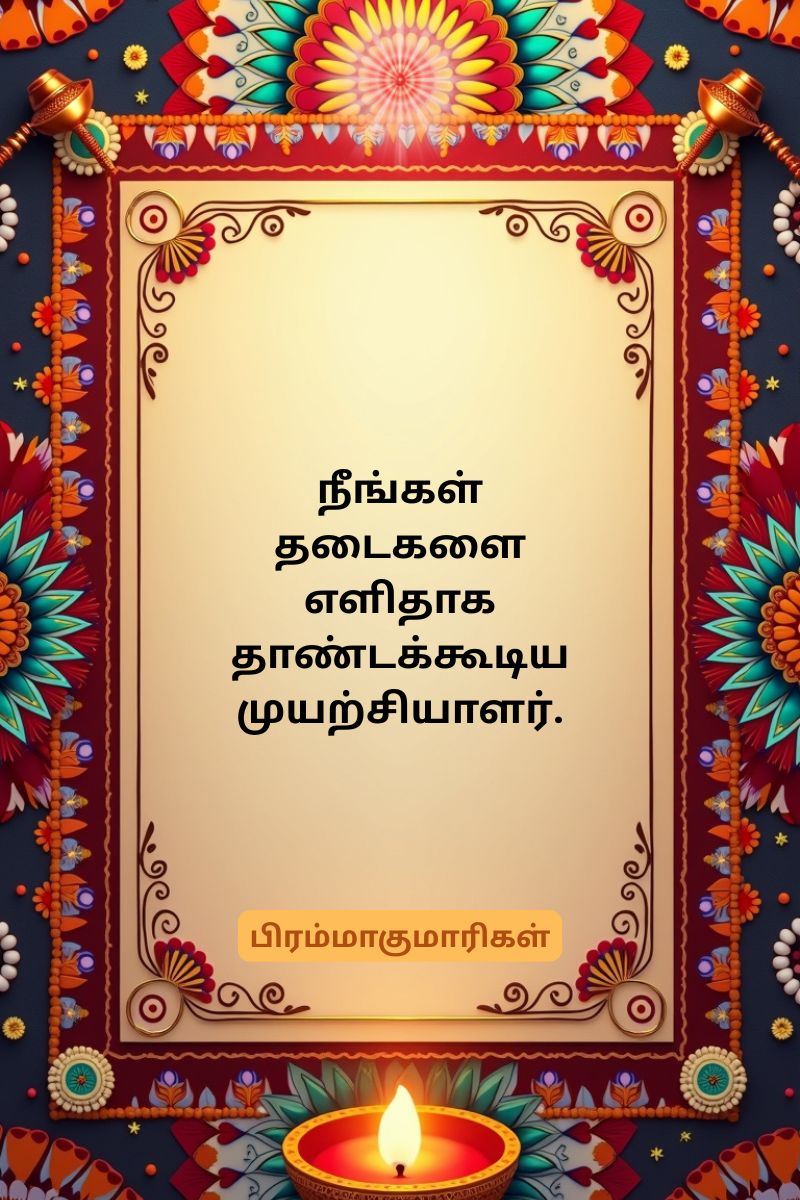 நீங்கள்
தடைகளை
எளிதாக
தாண்டக்கூடிய
முயற்சியாளர்.
பிரம்மாகுமாரிகள்